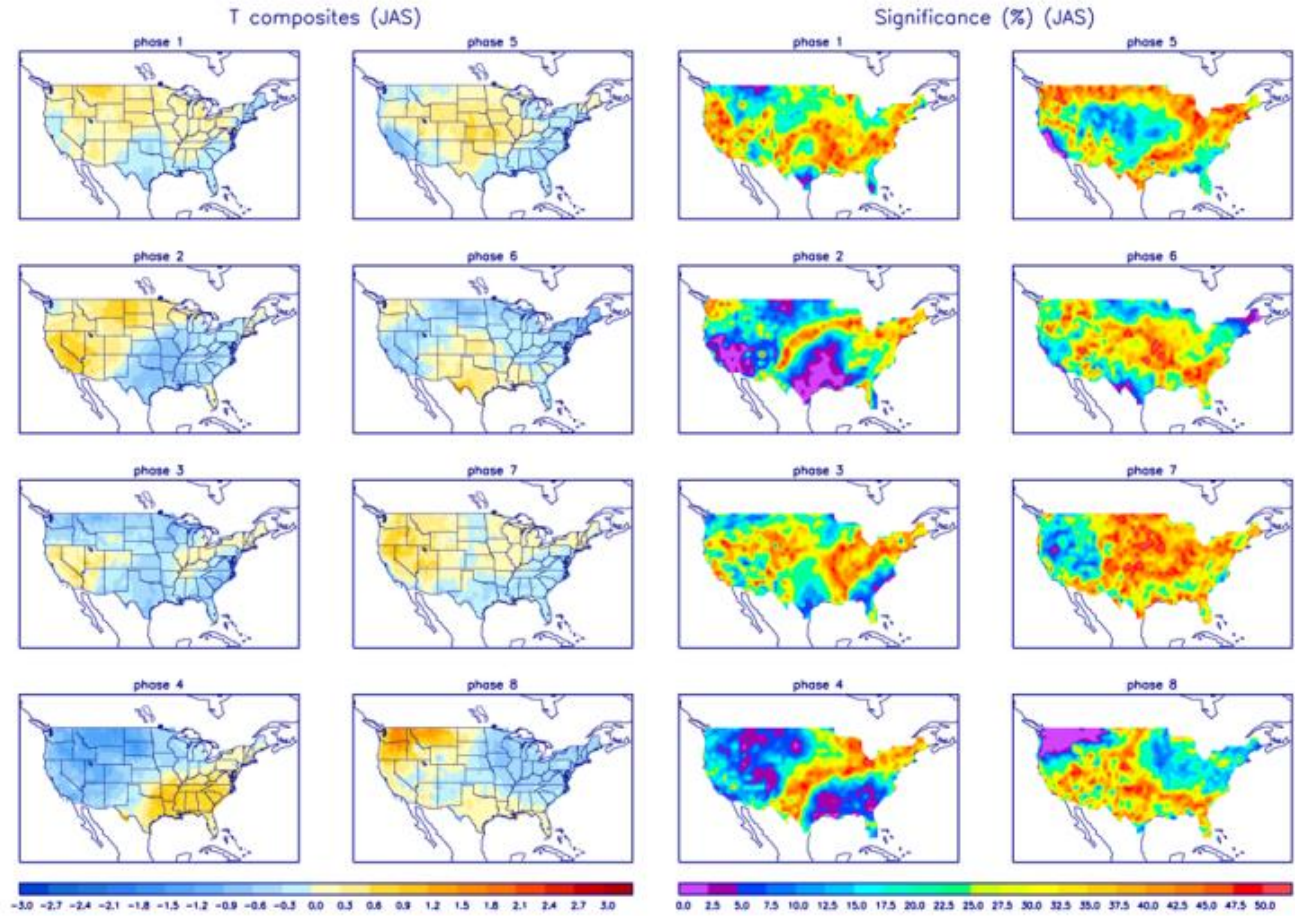 T composites (JAS)
Significance (%) (JAS)
phase 1
phase 5
phase 1
phase 5
phase 2
phase 6
phase 2
phase 6
phase 3
phase 7
phase 3
phase 7
phase 4
phase 8
phase 4
phase 8
-3.0 -2.7 -2.4 -2.1 -1.8 -1.5 -1.2 -0.9 -0.6 -0.3 0.0 0.3 0.6 0.9 1.2 1.5 1.8 2.1 2.4 2.7 3.0
0.0 2.5 5.0 7.5 10.0 12.5 15.0 17.5 20.0 22.5 25.0 27.5 30.0 32.5 35.0 37.5 40.0 42.5 45.0 47.5 50.0